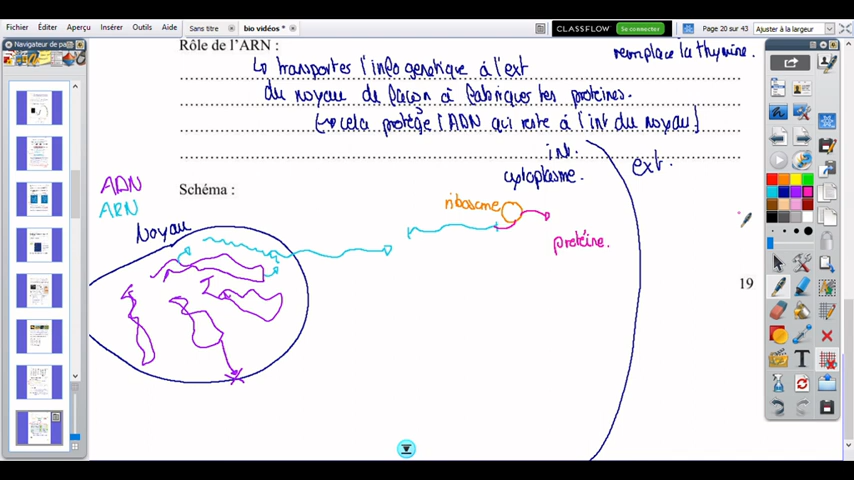 Fichier Éditer Aperçu Insérer Outils Aide Sans titre bio vidéos * CLASSFLOW Se connecter Page 20 sur 43 Ajuster à la largeur
Navigateur de pa
Rôle de l'ARN :
remplace la thymine.
↳ transportes l'info génétique à l'ext
du noyau de façon à fabriquer les protéines.
(→ cela protège l'ADN qui reste à l'int du noyau)
int.
cytoplasme.
ext.
ADN
ARN
Schéma :
Noyau
ribosome
protéine.
19